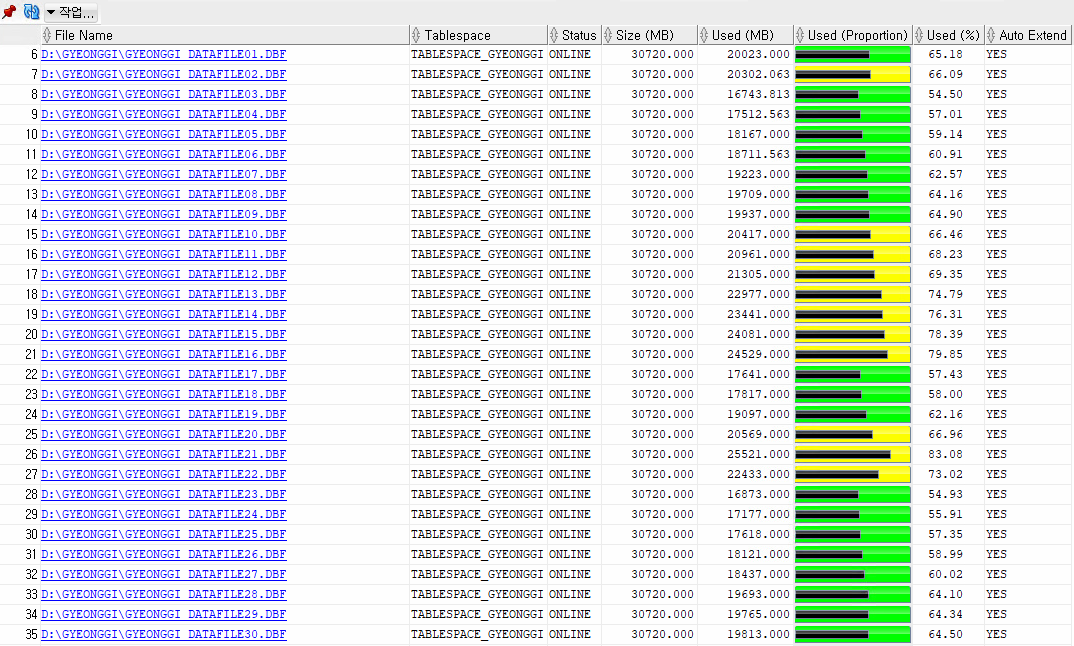 작업...
File Name Tablespace Status Size (MB) Used (MB) Used (Proportion) Used (%) Auto Extend
6 D:\GYEONGGI\GYEONGGI_DATAFILE01.DBF TABLESPACE_GYEONGGI ONLINE 30720.000 20023.000 65.18 YES
7 D:\GYEONGGI\GYEONGGI_DATAFILE02.DBF TABLESPACE_GYEONGGI ONLINE 30720.000 20302.063 66.09 YES
8 D:\GYEONGGI\GYEONGGI_DATAFILE03.DBF TABLESPACE_GYEONGGI ONLINE 30720.000 16743.813 54.50 YES
9 D:\GYEONGGI\GYEONGGI_DATAFILE04.DBF TABLESPACE_GYEONGGI ONLINE 30720.000 17512.563 57.01 YES
10 D:\GYEONGGI\GYEONGGI_DATAFILE05.DBF TABLESPACE_GYEONGGI ONLINE 30720.000 18167.000 59.14 YES
11 D:\GYEONGGI\GYEONGGI_DATAFILE06.DBF TABLESPACE_GYEONGGI ONLINE 30720.000 18711.563 60.91 YES
12 D:\GYEONGGI\GYEONGGI_DATAFILE07.DBF TABLESPACE_GYEONGGI ONLINE 30720.000 19223.000 62.57 YES
13 D:\GYEONGGI\GYEONGGI_DATAFILE08.DBF TABLESPACE_GYEONGGI ONLINE 30720.000 19709.000 64.16 YES
14 D:\GYEONGGI\GYEONGGI_DATAFILE09.DBF TABLESPACE_GYEONGGI ONLINE 30720.000 19937.000 64.90 YES
15 D:\GYEONGGI\GYEONGGI_DATAFILE10.DBF TABLESPACE_GYEONGGI ONLINE 30720.000 20417.000 66.46 YES
16 D:\GYEONGGI\GYEONGGI_DATAFILE11.DBF TABLESPACE_GYEONGGI ONLINE 30720.000 20961.000 68.23 YES
17 D:\GYEONGGI\GYEONGGI_DATAFILE12.DBF TABLESPACE_GYEONGGI ONLINE 30720.000 21305.000 69.35 YES
18 D:\GYEONGGI\GYEONGGI_DATAFILE13.DBF TABLESPACE_GYEONGGI ONLINE 30720.000 22977.000 74.79 YES
19 D:\GYEONGGI\GYEONGGI_DATAFILE14.DBF TABLESPACE_GYEONGGI ONLINE 30720.000 23441.000 76.31 YES
20 D:\GYEONGGI\GYEONGGI_DATAFILE15.DBF TABLESPACE_GYEONGGI ONLINE 30720.000 24081.000 78.39 YES
21 D:\GYEONGGI\GYEONGGI_DATAFILE16.DBF TABLESPACE_GYEONGGI ONLINE 30720.000 24529.000 79.85 YES
22 D:\GYEONGGI\GYEONGGI_DATAFILE17.DBF TABLESPACE_GYEONGGI ONLINE 30720.000 17641.000 57.43 YES
23 D:\GYEONGGI\GYEONGGI_DATAFILE18.DBF TABLESPACE_GYEONGGI ONLINE 30720.000 17817.000 58.00 YES
24 D:\GYEONGGI\GYEONGGI_DATAFILE19.DBF TABLESPACE_GYEONGGI ONLINE 30720.000 19097.000 62.16 YES
25 D:\GYEONGGI\GYEONGGI_DATAFILE20.DBF TABLESPACE_GYEONGGI ONLINE 30720.000 20569.000 66.96 YES
26 D:\GYEONGGI\GYEONGGI_DATAFILE21.DBF TABLESPACE_GYEONGGI ONLINE 30720.000 25521.000 83.08 YES
27 D:\GYEONGGI\GYEONGGI_DATAFILE22.DBF TABLESPACE_GYEONGGI ONLINE 30720.000 22433.000 73.02 YES
28 D:\GYEONGGI\GYEONGGI_DATAFILE23.DBF TABLESPACE_GYEONGGI ONLINE 30720.000 16873.000 54.93 YES
29 D:\GYEONGGI\GYEONGGI_DATAFILE24.DBF TABLESPACE_GYEONGGI ONLINE 30720.000 17177.000 55.91 YES
30 D:\GYEONGGI\GYEONGGI_DATAFILE25.DBF TABLESPACE_GYEONGGI ONLINE 30720.000 17618.000 57.35 YES
31 D:\GYEONGGI\GYEONGGI_DATAFILE26.DBF TABLESPACE_GYEONGGI ONLINE 30720.000 18121.000 58.99 YES
32 D:\GYEONGGI\GYEONGGI_DATAFILE27.DBF TABLESPACE_GYEONGGI ONLINE 30720.000 18437.000 60.02 YES
33 D:\GYEONGGI\GYEONGGI_DATAFILE28.DBF TABLESPACE_GYEONGGI ONLINE 30720.000 19693.000 64.10 YES
34 D:\GYEONGGI\GYEONGGI_DATAFILE29.DBF TABLESPACE_GYEONGGI ONLINE 30720.000 19765.000 64.34 YES
35 D:\GYEONGGI\GYEONGGI_DATAFILE30.DBF TABLESPACE_GYEONGGI ONLINE 30720.000 19813.000 64.50 YES